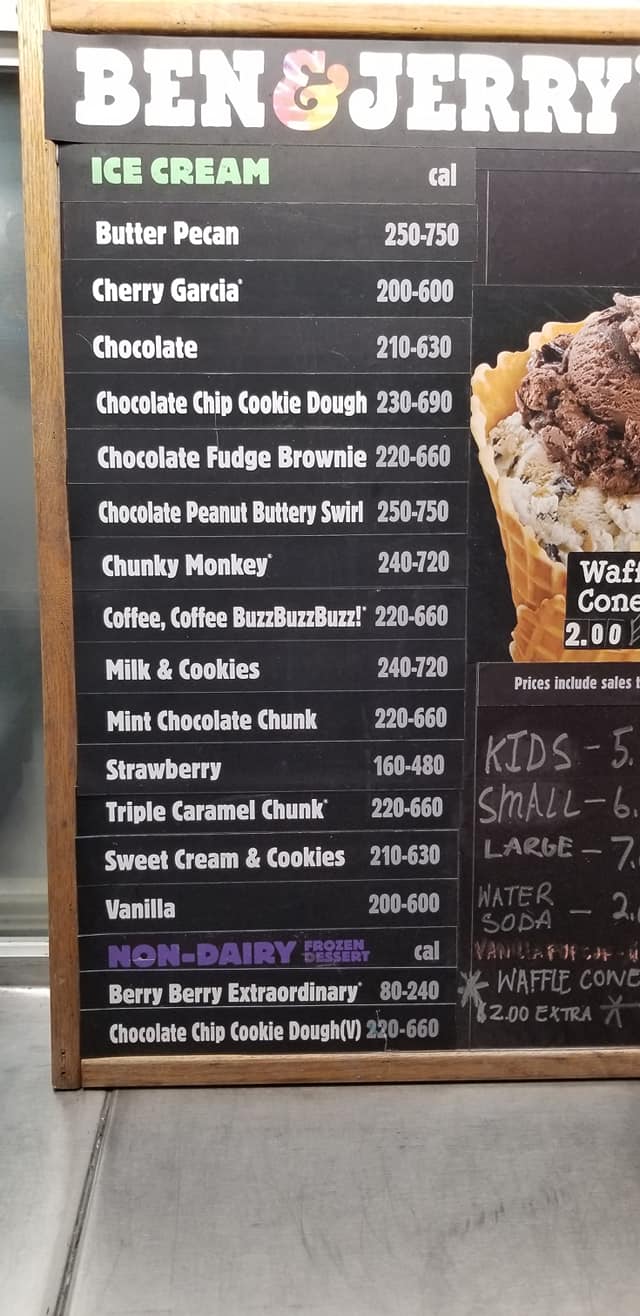 BEN & JERRY'
ICE CREAM cal
Butter Pecan 250-750
Cherry Garcia® 200-600
Chocolate 210-630
Chocolate Chip Cookie Dough 230-690
Chocolate Fudge Brownie 220-660
Chocolate Peanut Buttery Swirl 250-750
Chunky Monkey® 240-720
Coffee, Coffee BuzzBuzzBuzz!® 220-660
Milk & Cookies 240-720
Mint Chocolate Chunk 220-660
Strawberry 160-480
Triple Caramel Chunk® 220-660
Sweet Cream & Cookies 210-630
Vanilla 200-600
NON-DAIRY FROZEN DESSERT cal
Berry Berry Extraordinary® 80-240
Chocolate Chip Cookie Dough(V) 220-660
Waff
Cone
2.00
Prices include sales t
KIDS - 5.
SMALL - 6.
LARGE - 7.
WATER
SODA - 2.
* WAFFLE CONE
$2.00 EXTRA *